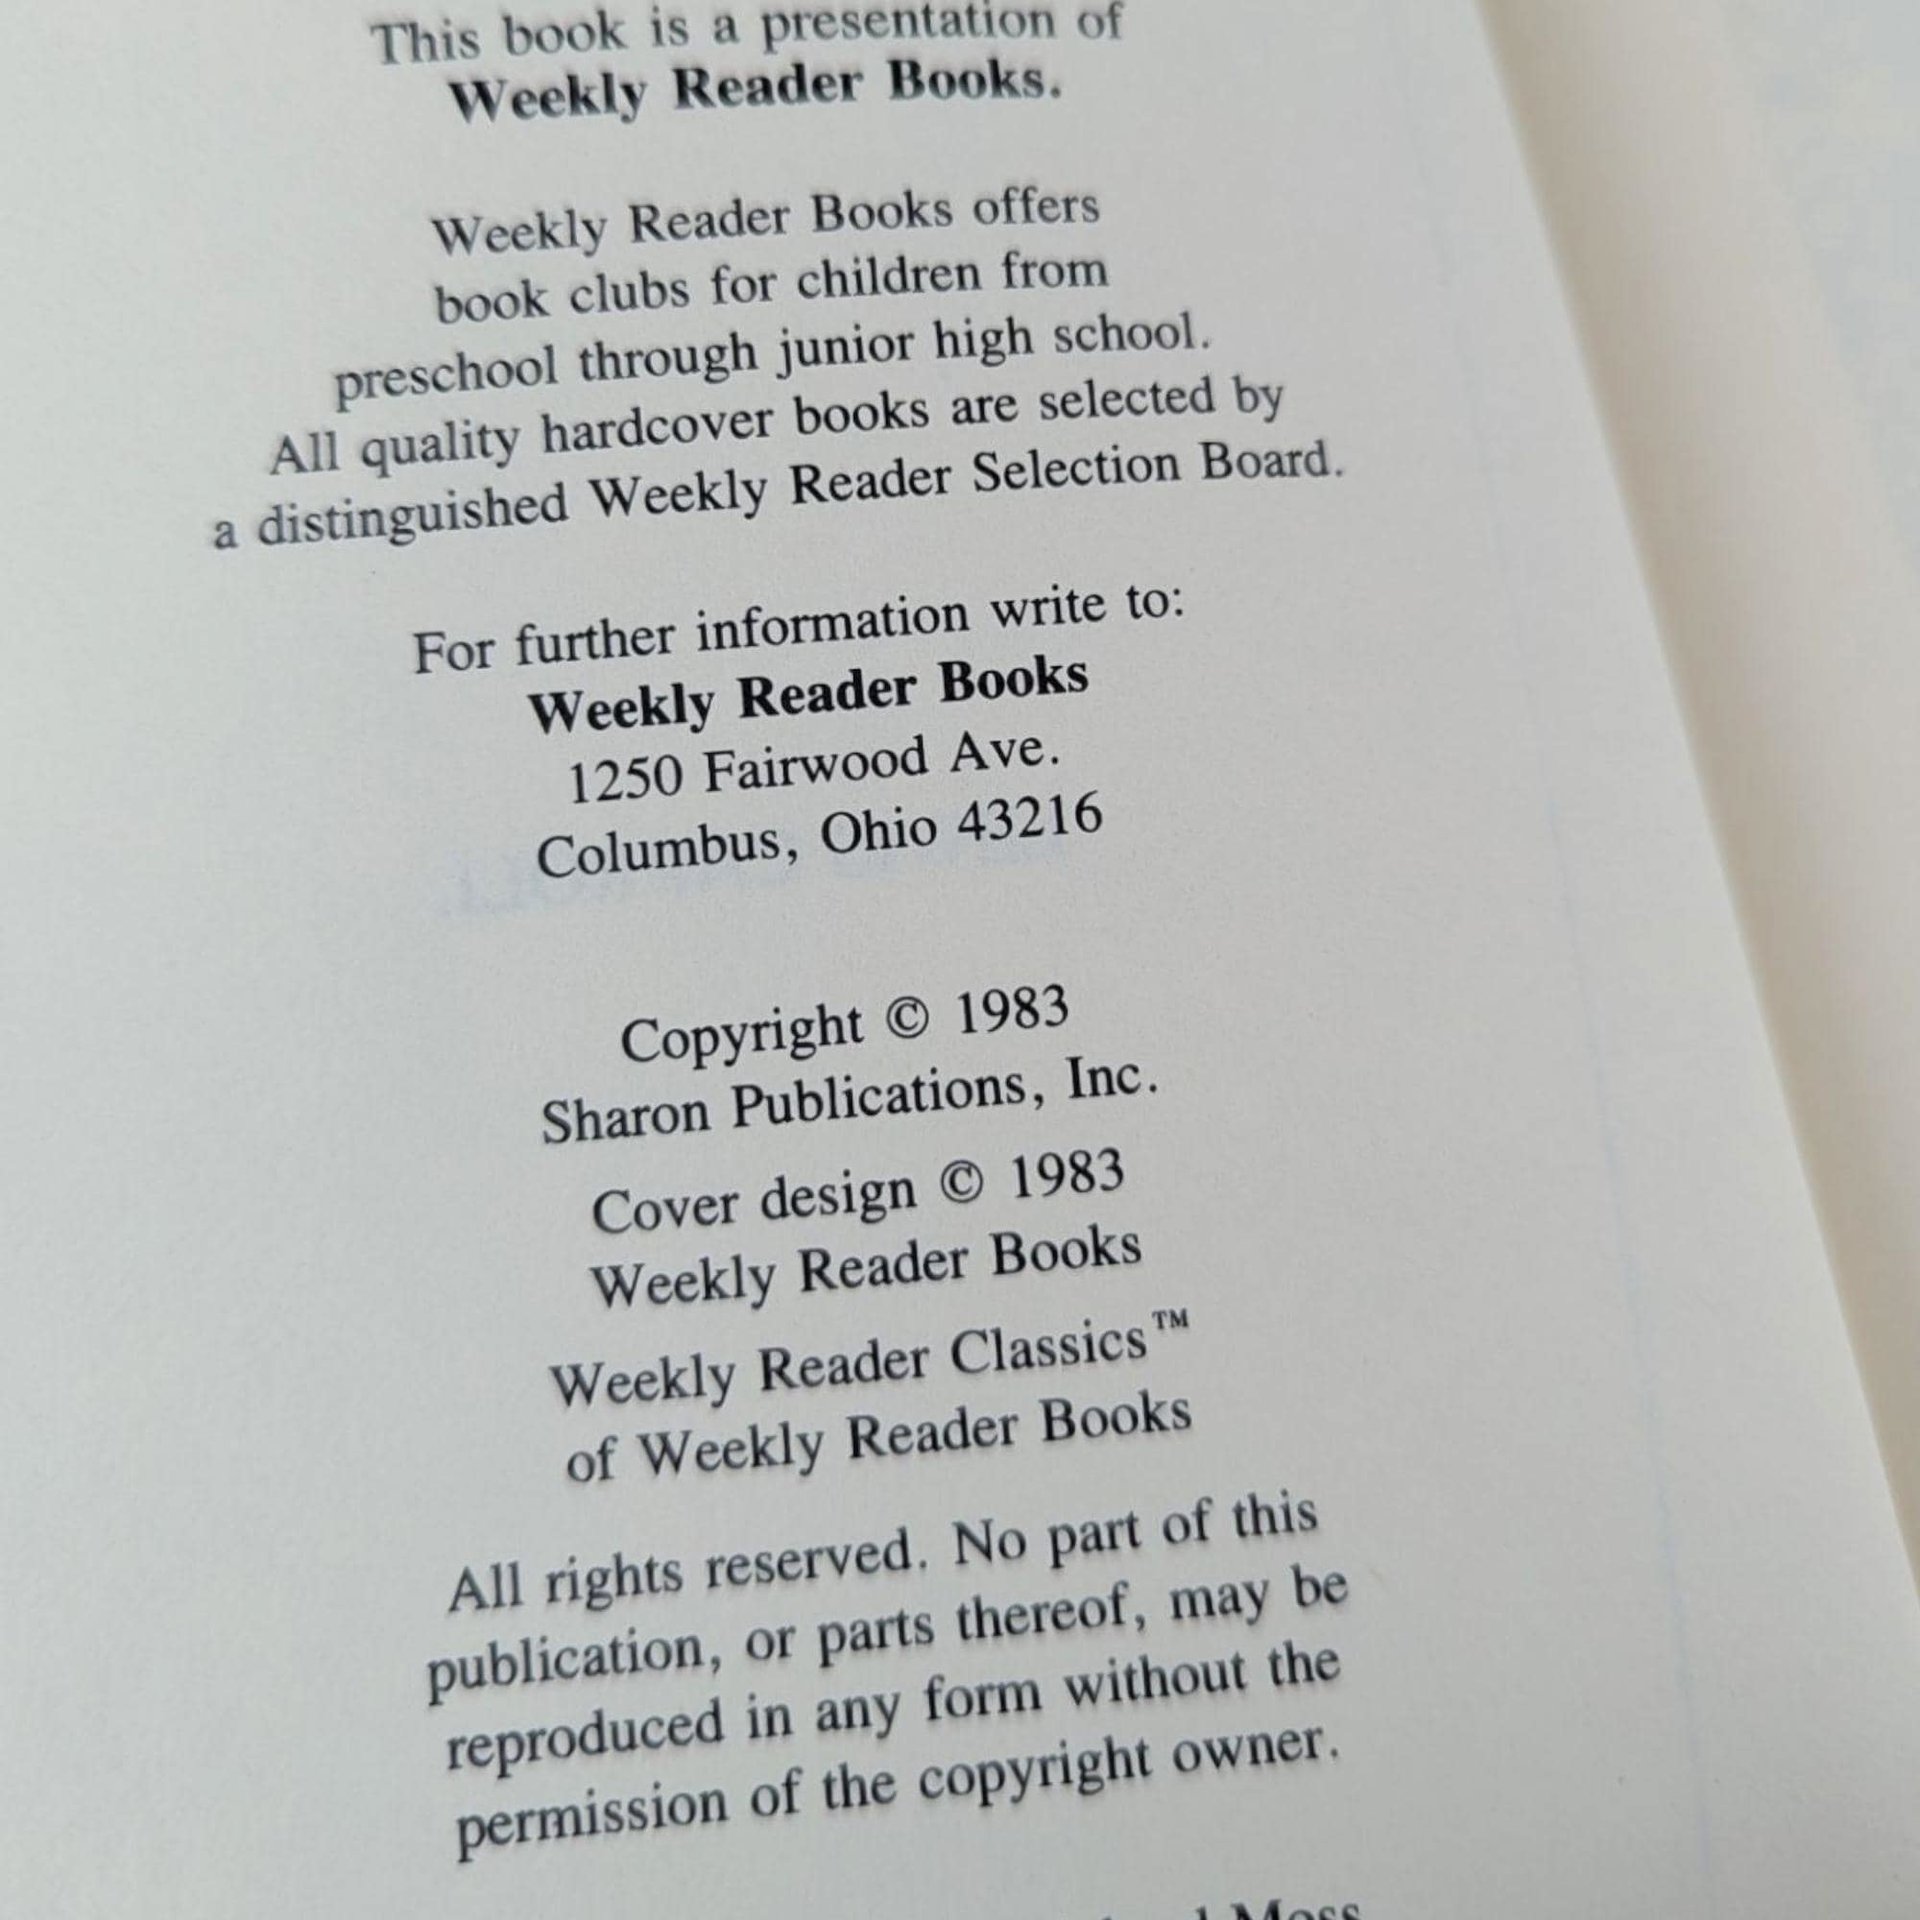 This book is a presentation of
Weekly Reader Books.
Weekly Reader Books offers
book clubs for children from
preschool through junior high school.
All quality hardcover books are selected by
a distinguished Weekly Reader Selection Board.
For further information write to:
Weekly Reader Books
1250 Fairwood Ave.
Columbus, Ohio 43216
Copyright © 1983
Sharon Publications, Inc.
Cover design © 1983
Weekly Reader Books
Weekly Reader Classics™
of Weekly Reader Books
All rights reserved. No part of this
publication, or parts thereof, may be
reproduced in any form without the
permission of the copyright owner.
Moss